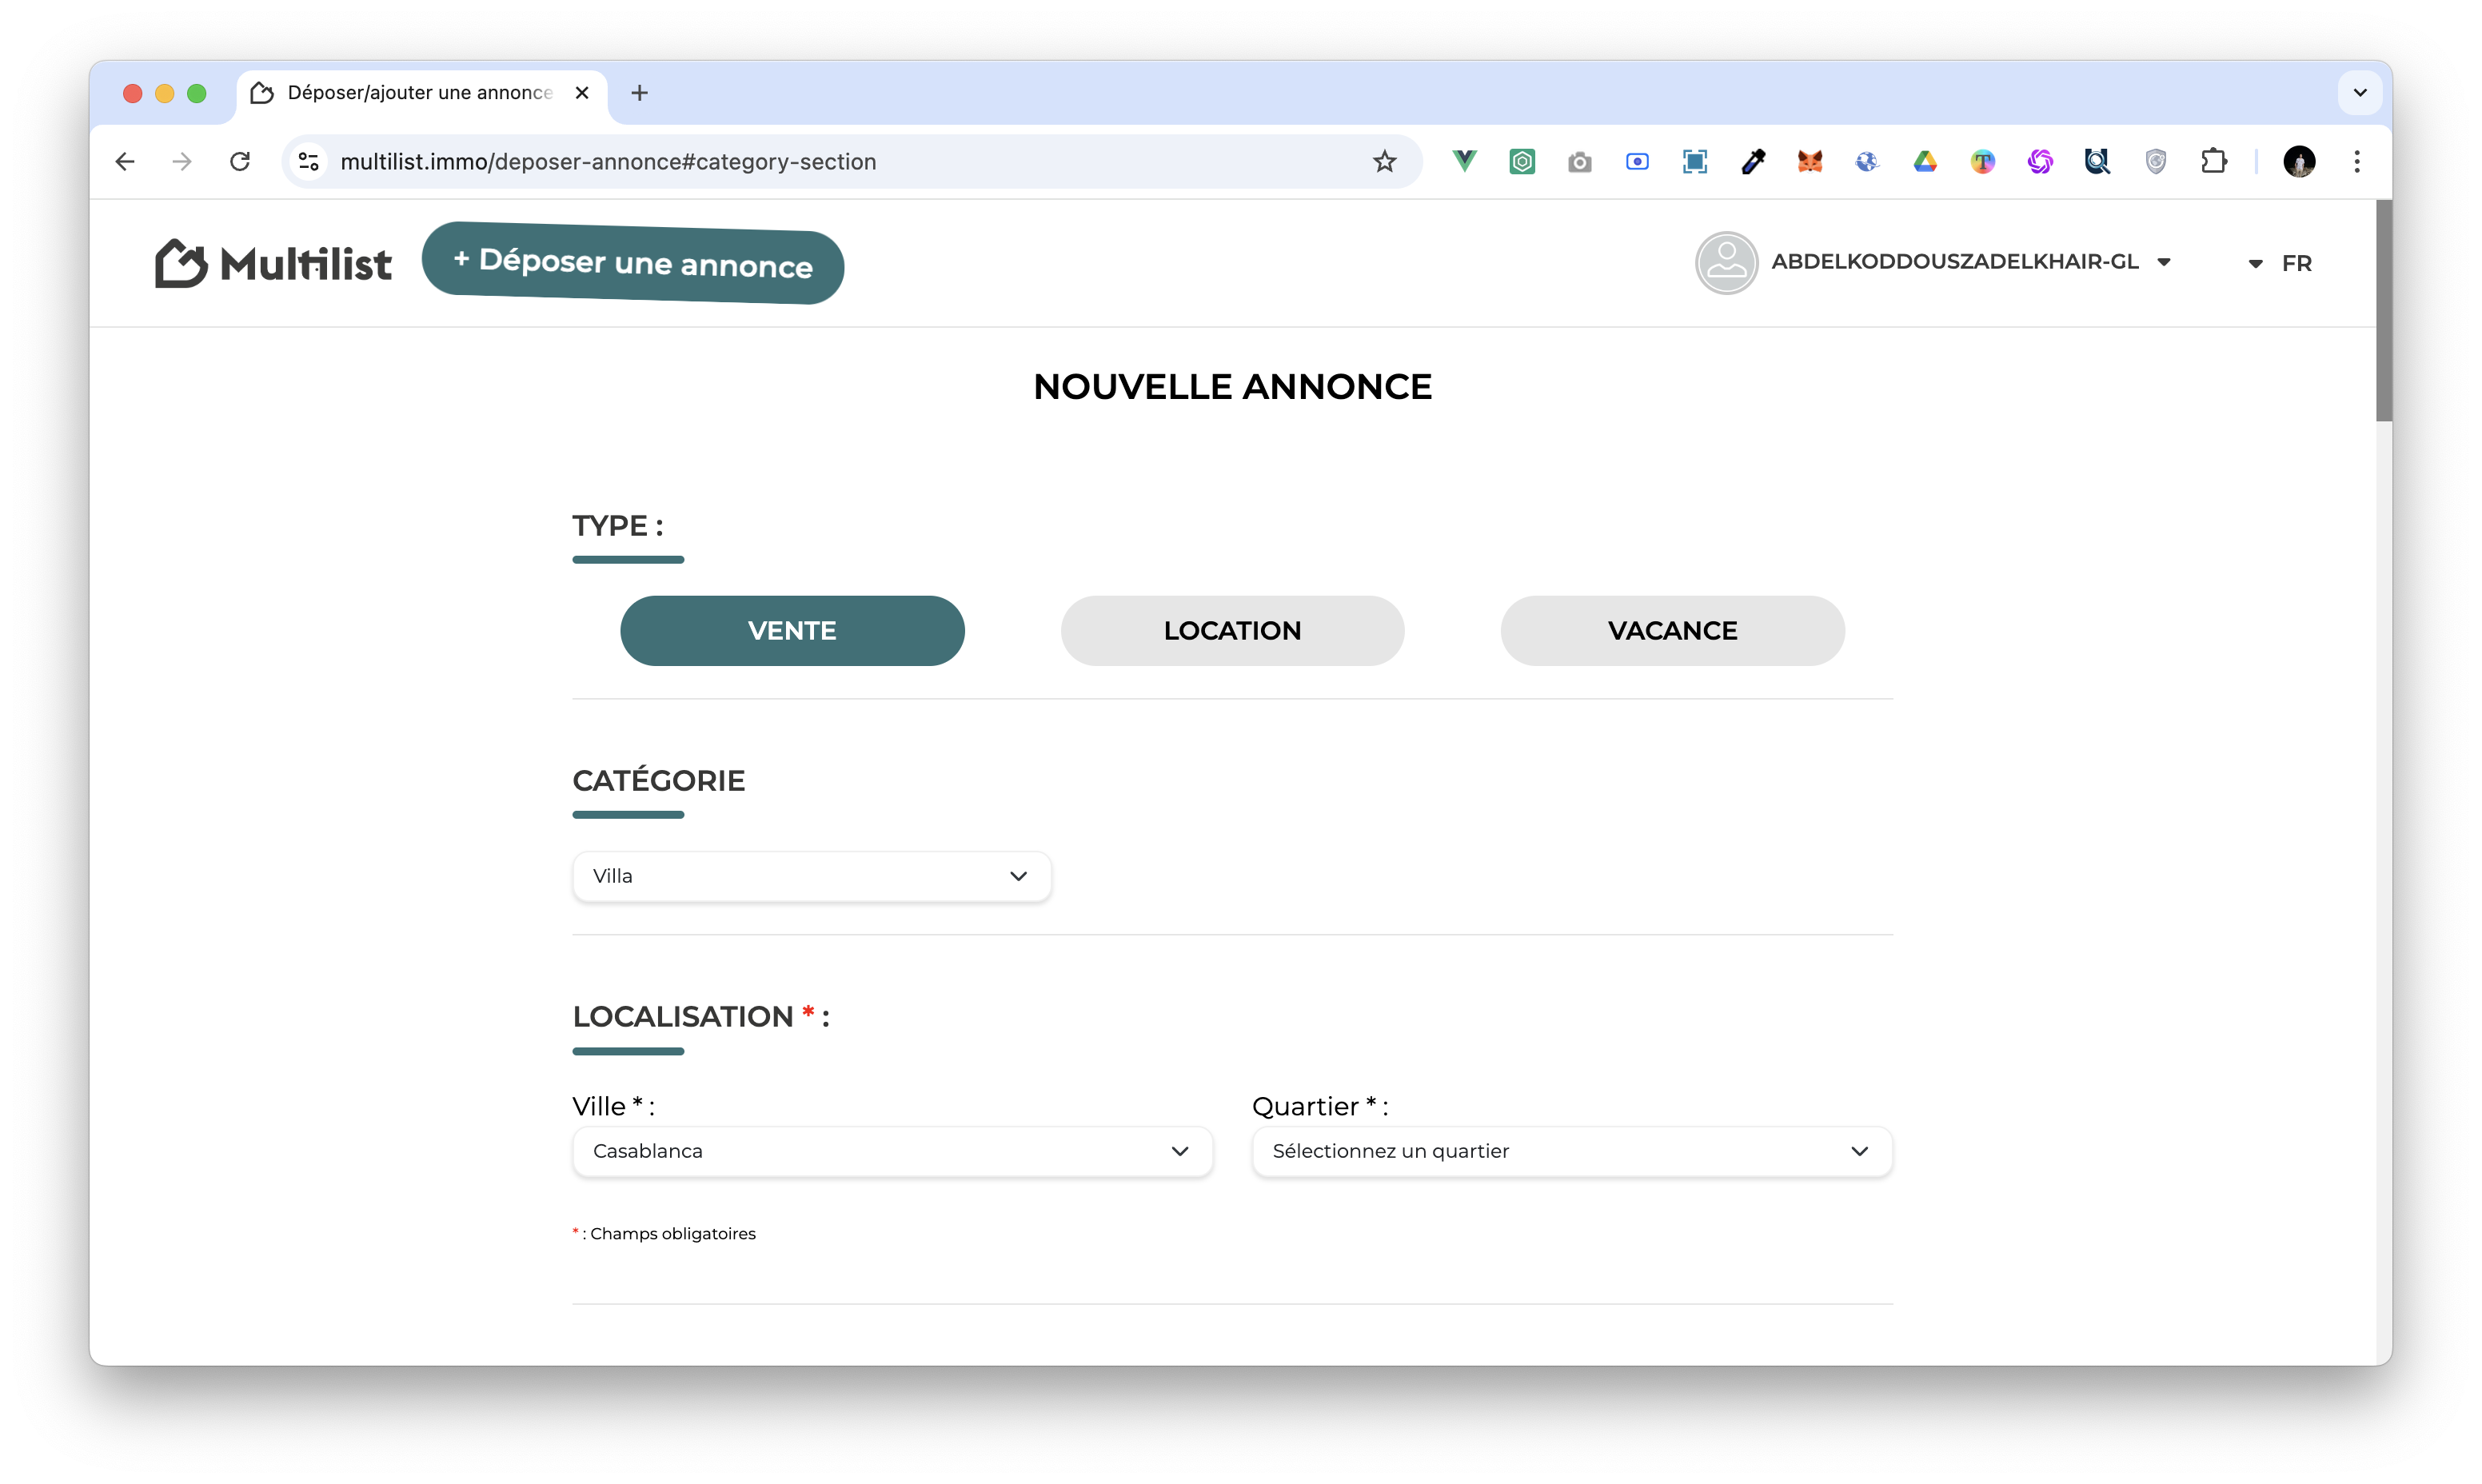 Déposer/ajouter une annonce
multilist.immo/deposer-annonce#category-section
Multilist
+ Déposer une annonce
ABDELKODDOUSZADELKHAIR-GL
FR
NOUVELLE ANNONCE
TYPE :
VENTE
LOCATION
VACANCE
CATÉGORIE
Villa
LOCALISATION * :
Ville * :
Quartier * :
Casablanca
Sélectionnez un quartier
* : Champs obligatoires